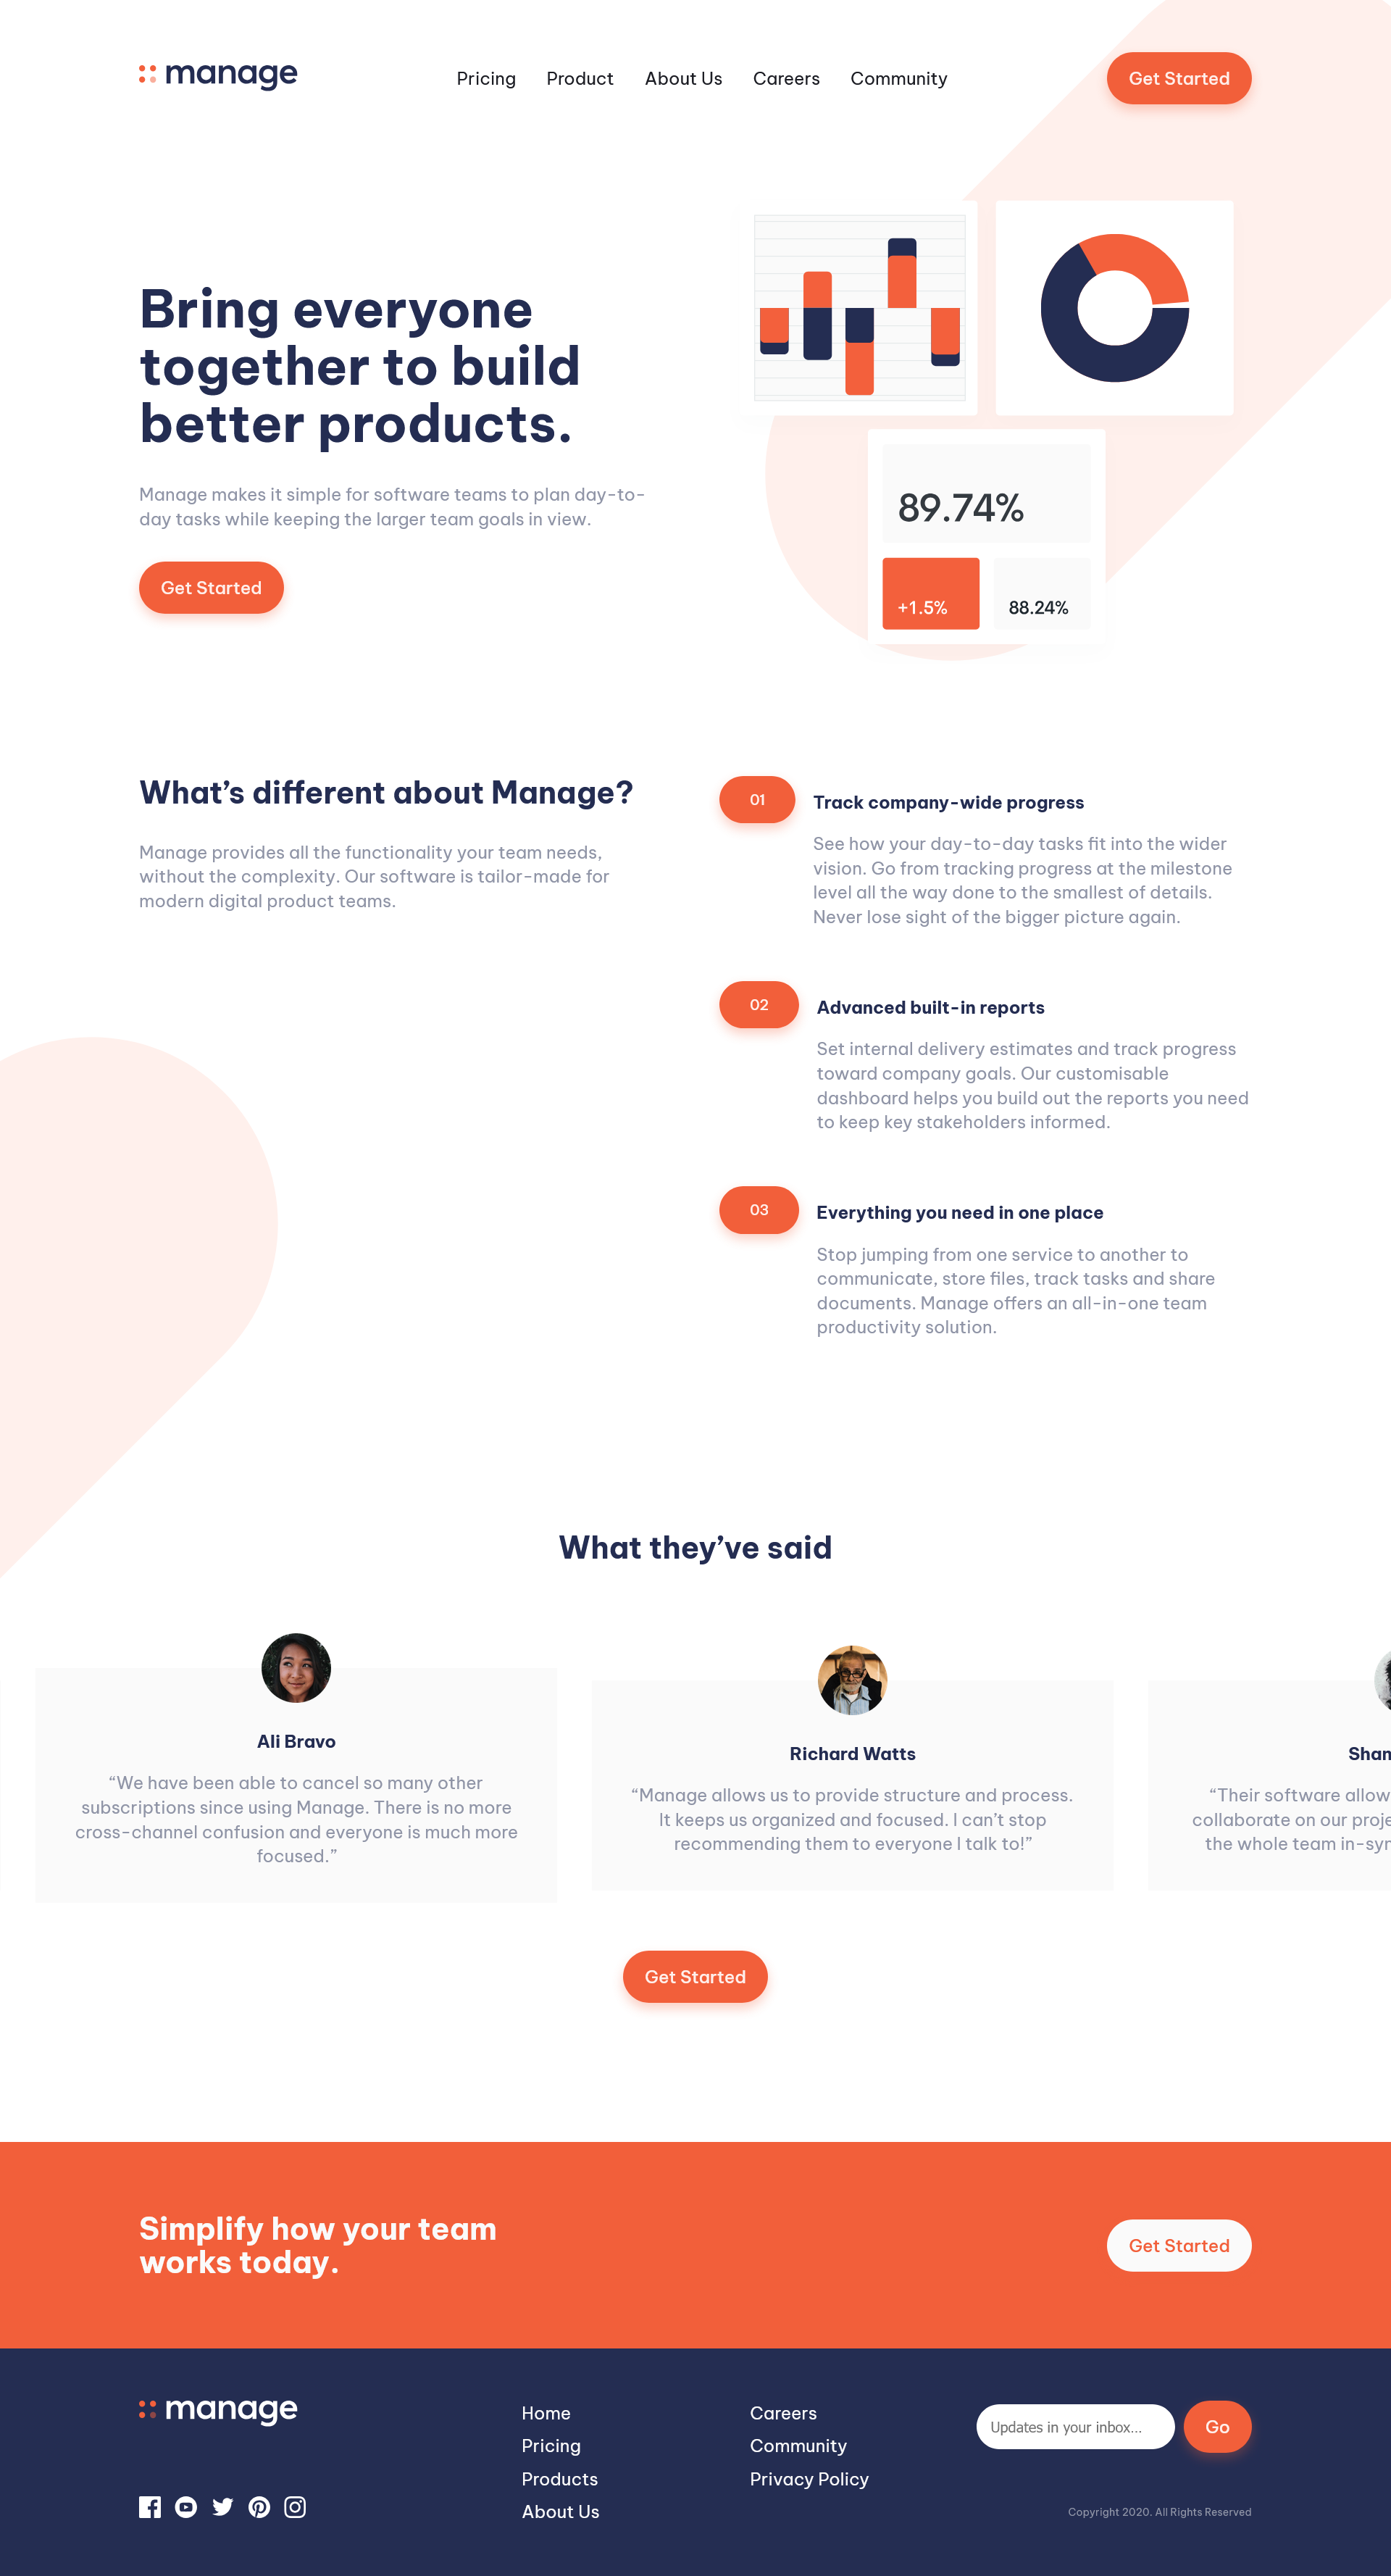 manage
Pricing Product About Us Careers Community
Get Started
Bring everyone
together to build
better products.
Manage makes it simple for software teams to plan day-to-
day tasks while keeping the larger team goals in view.
Get Started
89.74%
+1.5%
88.24%
What’s different about Manage?
Manage provides all the functionality your team needs,
without the complexity. Our software is tailor-made for
modern digital product teams.
01
Track company-wide progress
See how your day-to-day tasks fit into the wider
vision. Go from tracking progress at the milestone
level all the way done to the smallest of details.
Never lose sight of the bigger picture again.
02
Advanced built-in reports
Set internal delivery estimates and track progress
toward company goals. Our customisable
dashboard helps you build out the reports you need
to keep key stakeholders informed.
03
Everything you need in one place
Stop jumping from one service to another to
communicate, store files, track tasks and share
documents. Manage offers an all-in-one team
productivity solution.
What they’ve said
Ali Bravo
“We have been able to cancel so many other
subscriptions since using Manage. There is no more
cross-channel confusion and everyone is much more
focused.”
Richard Watts
“Manage allows us to provide structure and process.
It keeps us organized and focused. I can’t stop
recommending them to everyone I talk to!”
“Their software allow
collaborate on our
the whole team
Get Started
Simplify how your team
works today.
Get Started
manage
Home
Pricing
Products
About Us
Careers
Community
Privacy Policy
Updates in your inbox...
Go
Copyright 2020. All Rights Reserved